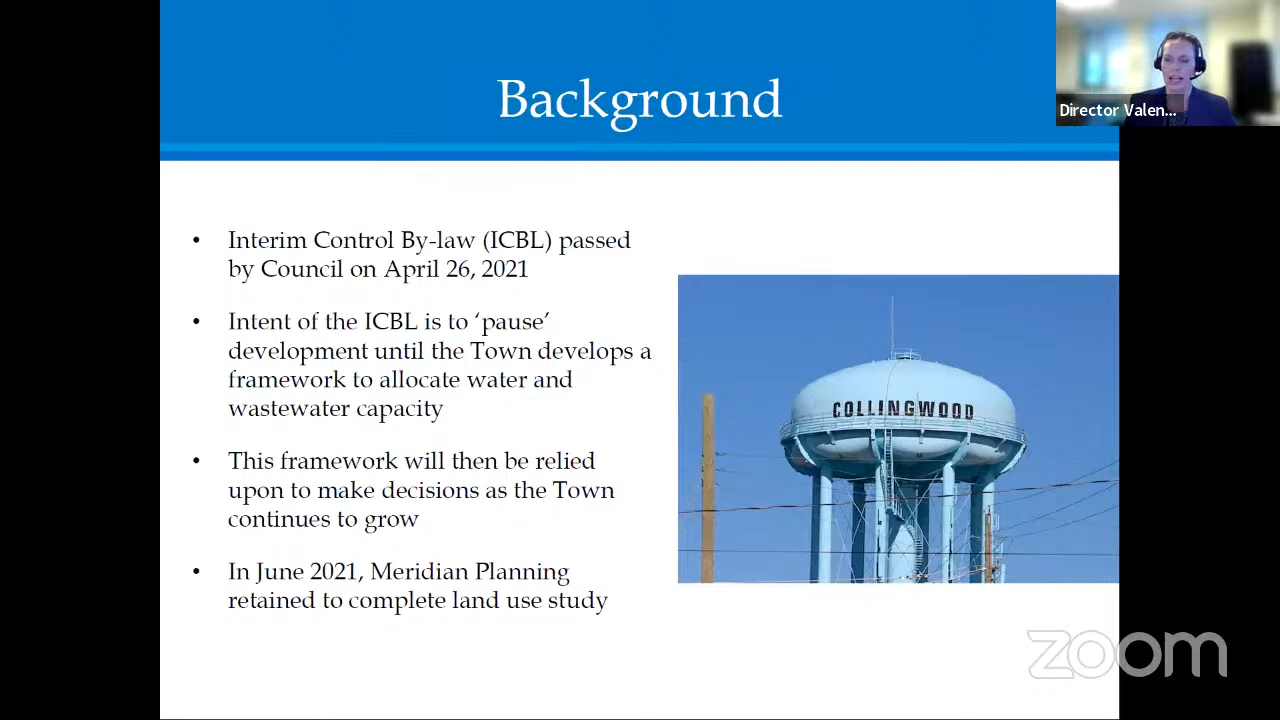 Background
Director Valen...
• Interim Control By-law (ICBL) passed
by Council on April 26, 2021
• Intent of the ICBL is to ‘pause’
development until the Town develops a
framework to allocate water and
wastewater capacity
• This framework will then be relied
upon to make decisions as the Town
continues to grow
• In June 2021, Meridian Planning
retained to complete land use study
COLLINGWOOD
zoom